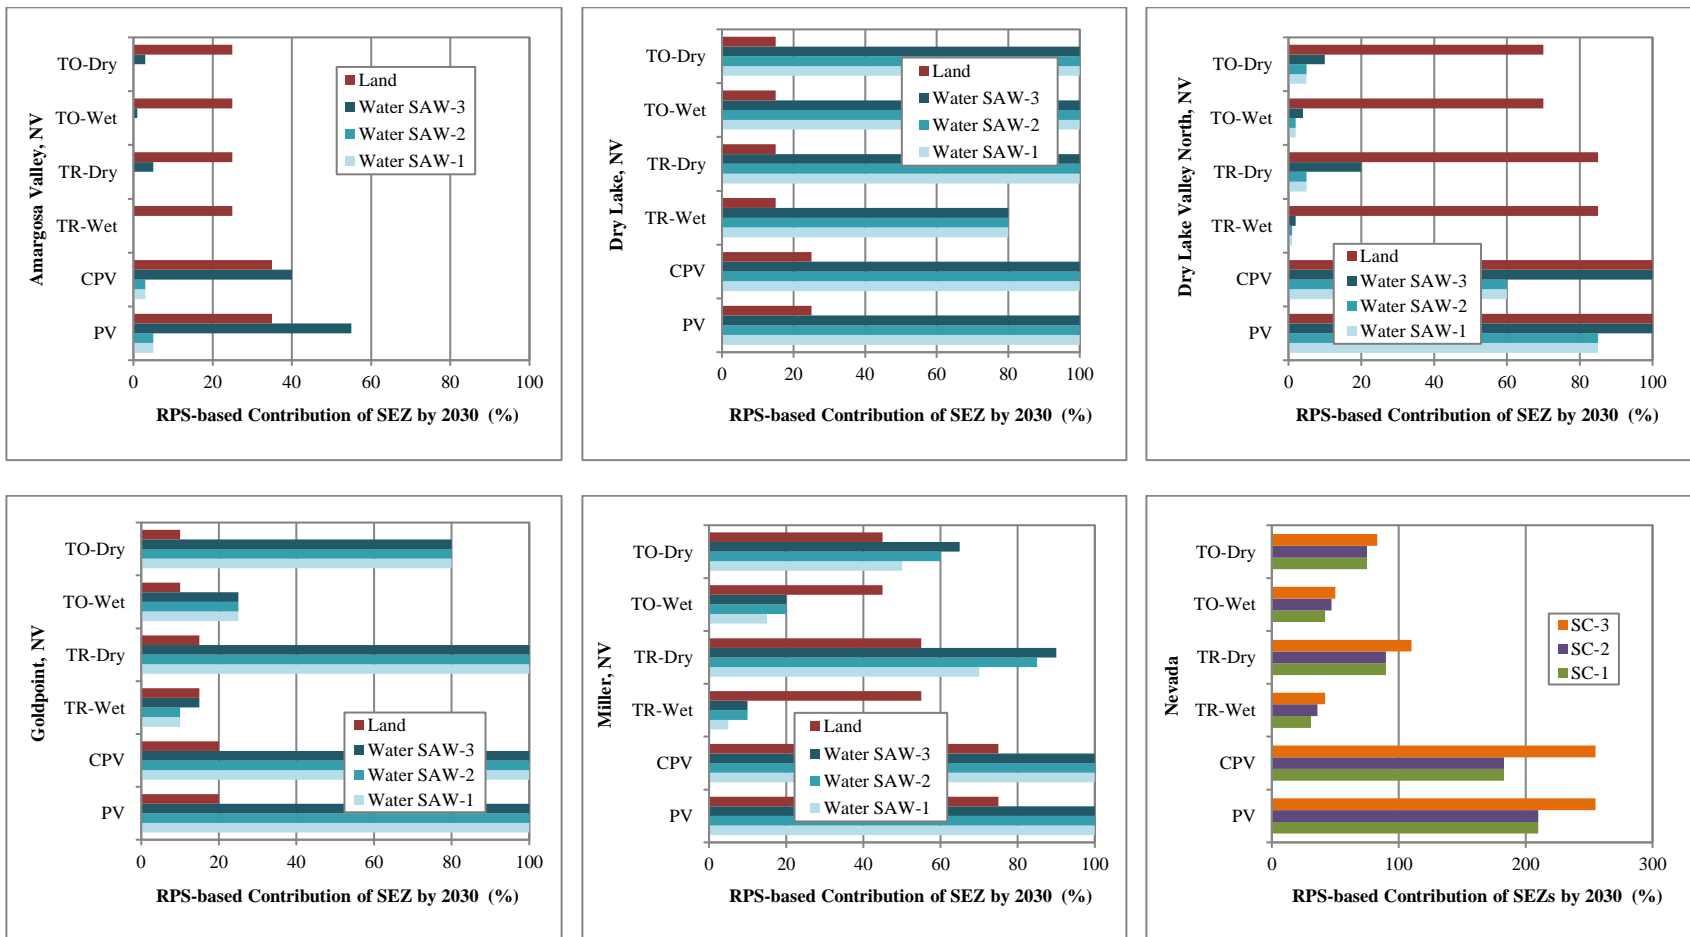 Amargosa Valley, NV
TO-Dry
TO-Wet
TR-Dry
TR-Wet
CPV
PV
Land
Water SAW-3
Water SAW-2
Water SAW-1
0 20 40 60 80 100
RPS-based Contribution of SEZ by 2030 (%)
Dry Lake, NV
TO-Dry
TO-Wet
TR-Dry
TR-Wet
CPV
PV
Land
Water SAW-3
Water SAW-2
Water SAW-1
0 20 40 60 80 100
RPS-based Contribution of SEZ by 2030 (%)
Dry Lake Valley North, NV
TO-Dry
TO-Wet
TR-Dry
TR-Wet
CPV
PV
Land
Water SAW-3
Water SAW-2
Water SAW-1
0 20 40 60 80 100
RPS-based Contribution of SEZ by 2030 (%)
Goldpoint, NV
TO-Dry
TO-Wet
TR-Dry
TR-Wet
CPV
PV
Land
Water SAW-3
Water SAW-2
Water SAW-1
0 20 40 60 80 100
RPS-based Contribution of SEZ by 2030 (%)
Miller, NV
TO-Dry
TO-Wet
TR-Dry
TR-Wet
CPV
PV
Land
Water SAW-3
Water SAW-2
Water SAW-1
0 20 40 60 80 100
RPS-based Contribution of SEZ by 2030 (%)
Nevada
TO-Dry
TO-Wet
TR-Dry
TR-Wet
CPV
PV
SC-3
SC-2
SC-1
0 100 200 300
RPS-based Contribution of SEZs by 2030 (%)